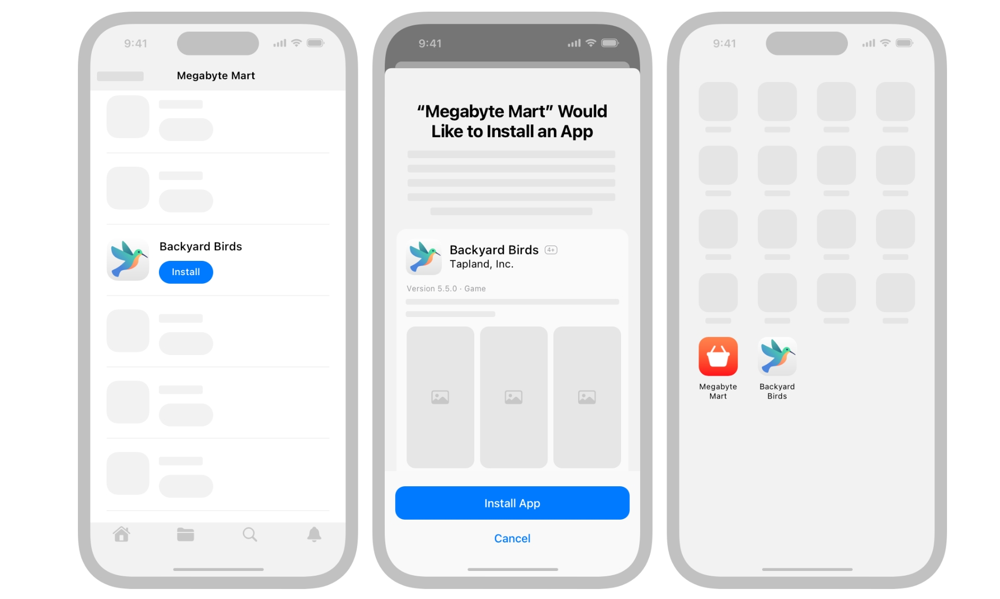 9:41
Megabyte Mart
Backyard Birds
Install
9:41
“Megabyte Mart” Would
Like to Install an App
Backyard Birds 4+
Tapland, Inc.
Version 5.5.0 · Game
Install App
Cancel
9:41
Megabyte
Mart
Backyard
Birds